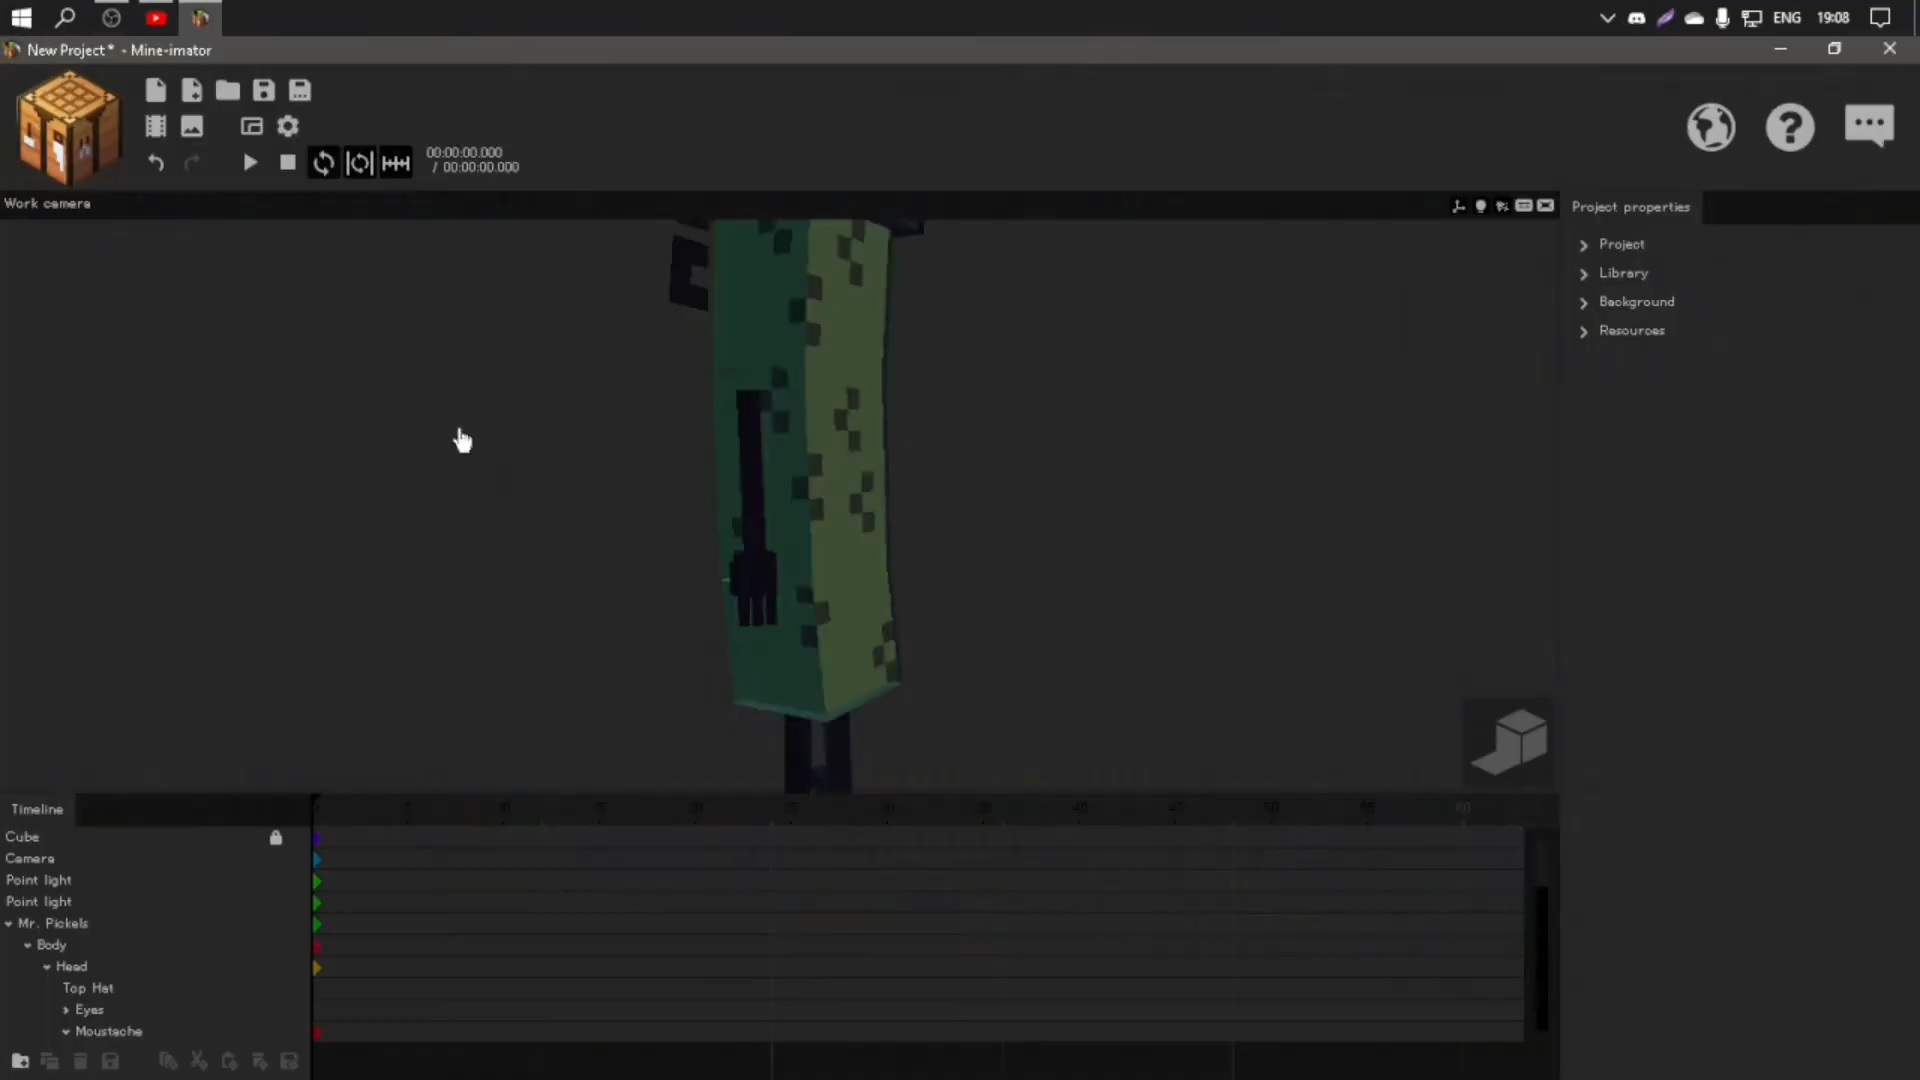 ENG 19:08
New Project* - Mine-imator
00:00:00.000
/ 00:00:00.000
Work camera
Project properties
Project
Library
Background
Resources
Timeline
Cube
Camera
Point light
Point light
Mr. Pickels
Body
Head
Top Hat
Eyes
Moustache